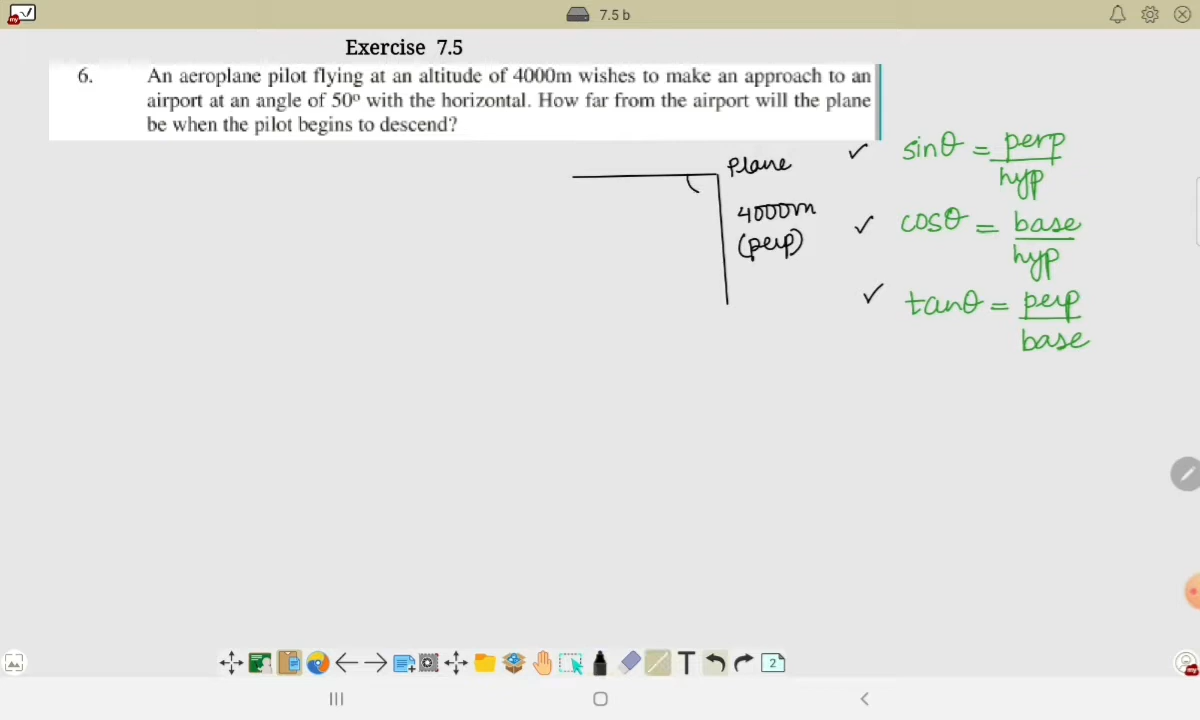 7.5 b
Exercise 7.5
6. An aeroplane pilot flying at an altitude of 4000m wishes to make an approach to an
airport at an angle of 50º with the horizontal. How far from the airport will the plane
be when the pilot begins to descend?
plane
4000m
(perp)
✓ sinθ = perp
hyp
✓ cosθ = base
hyp
✓ tanθ = perp
base
T
2